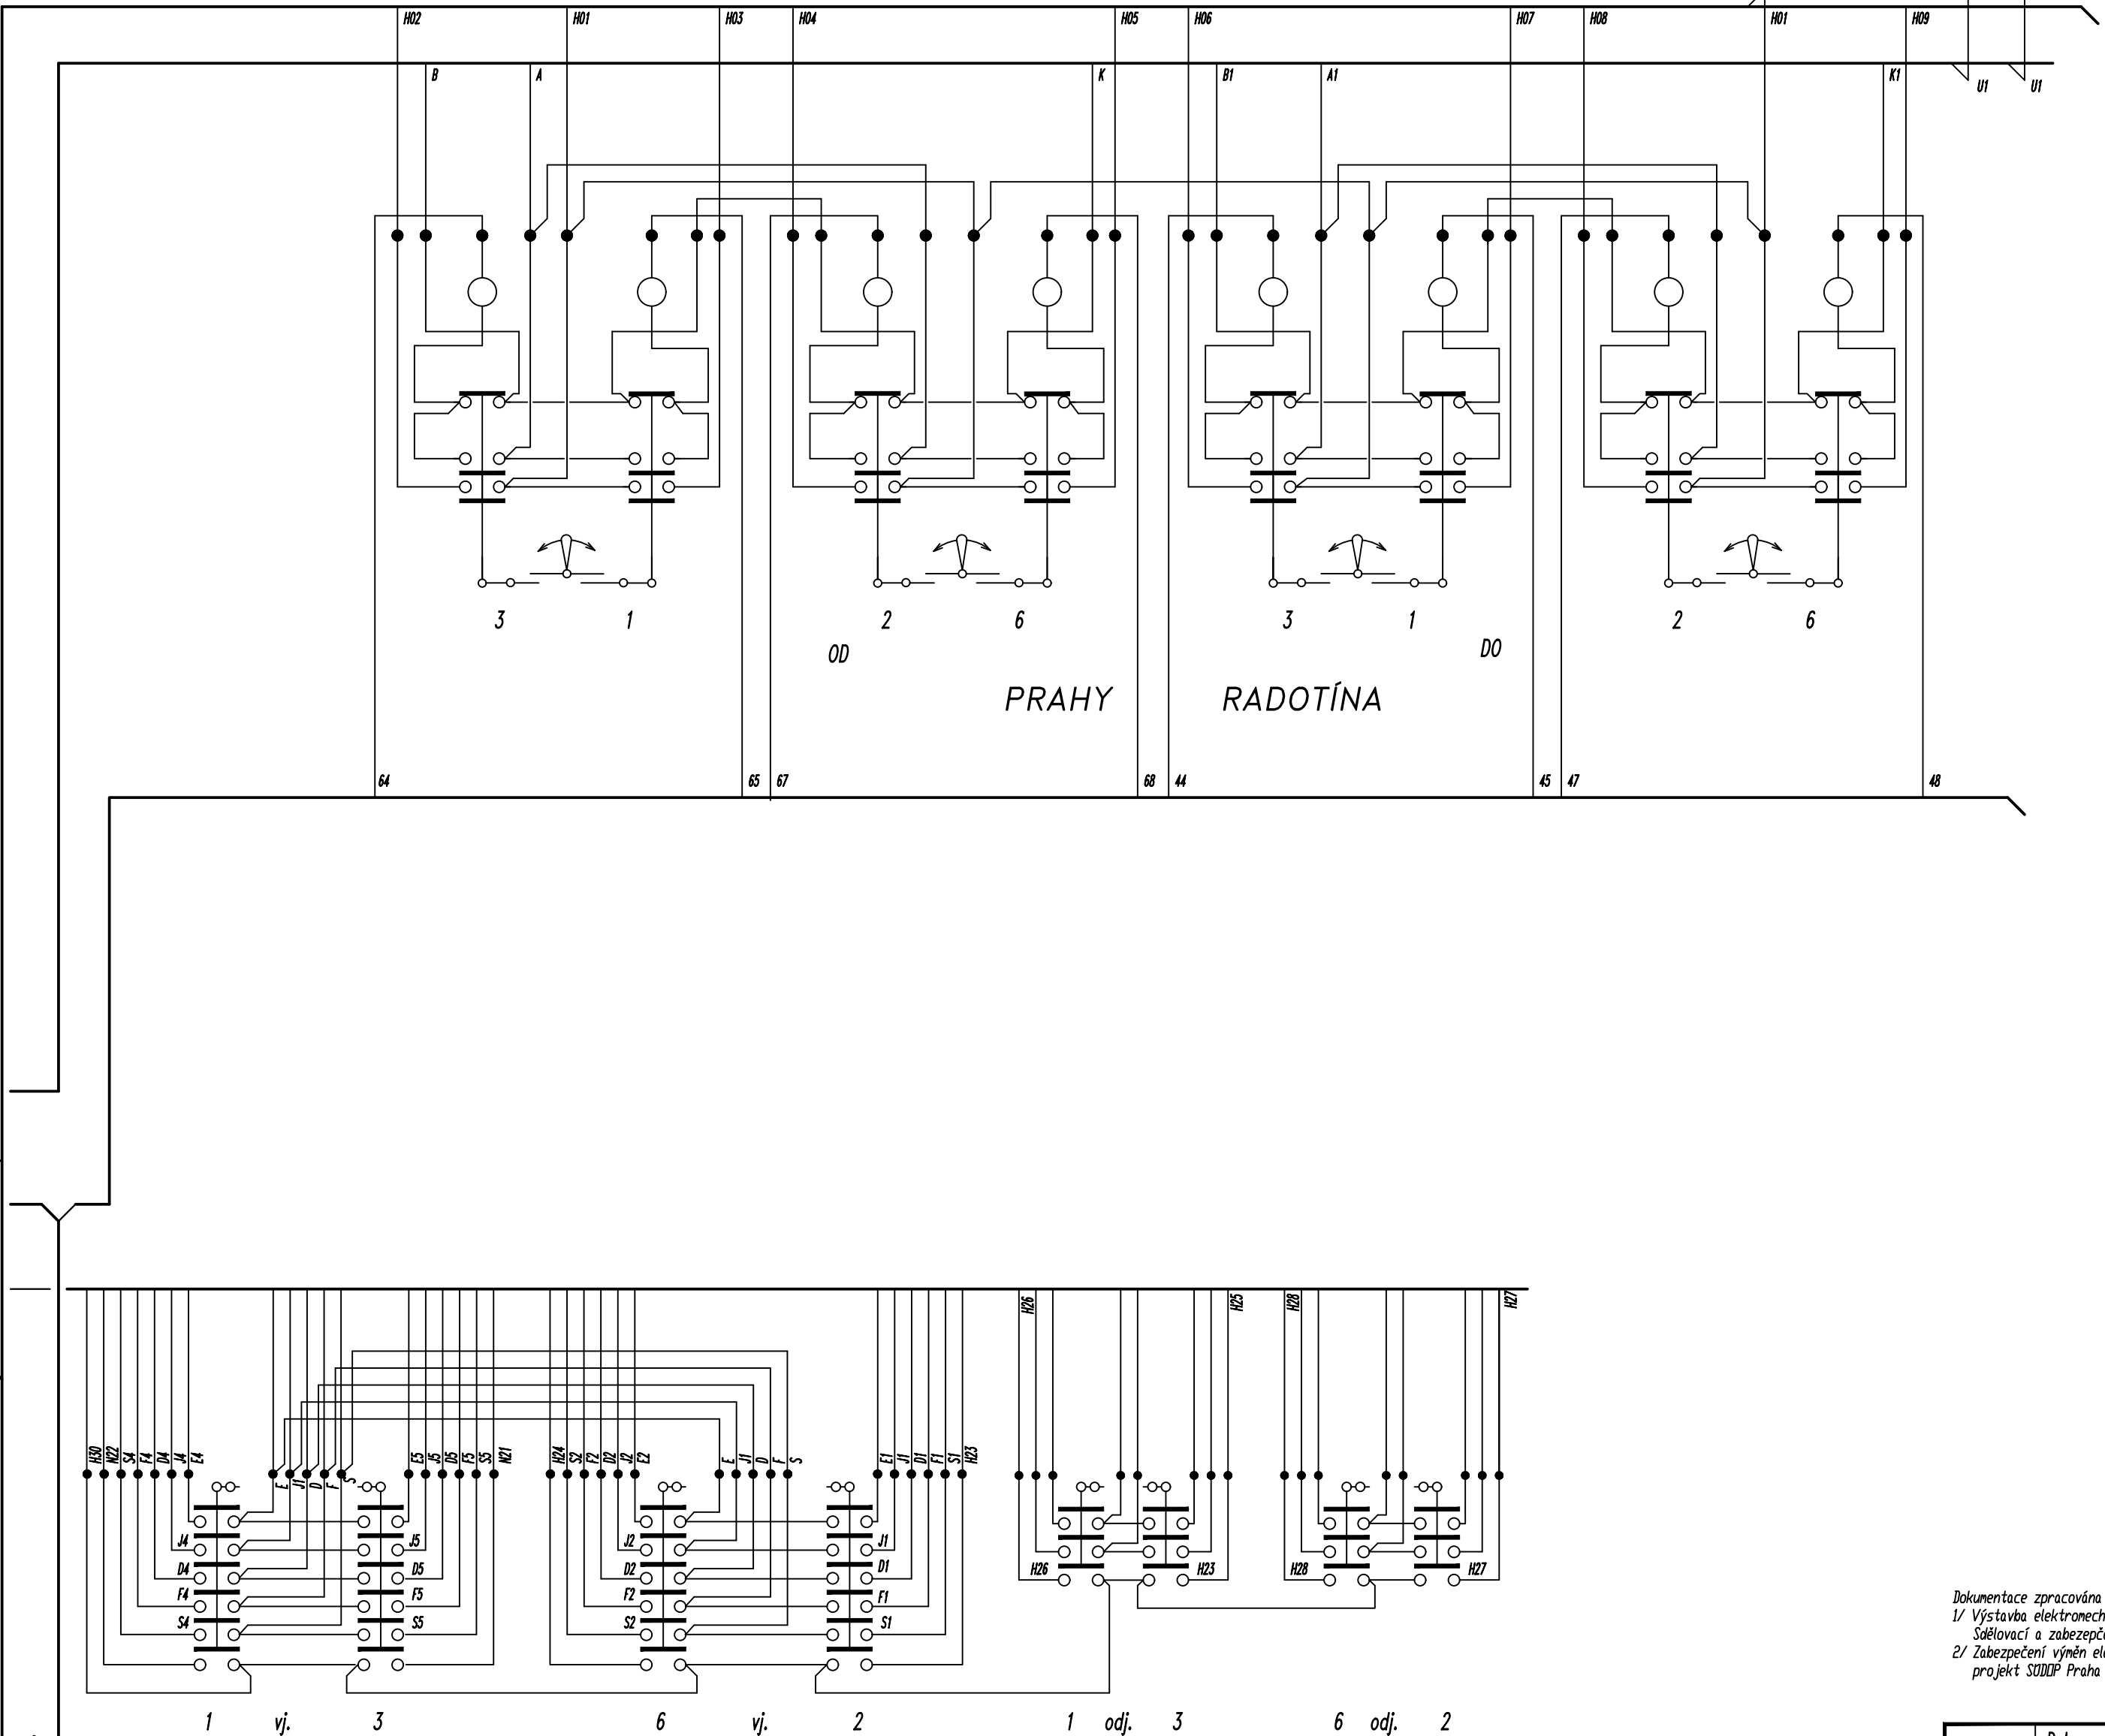 H02 H01 H03 H04 H05 H06 H07 H08 H01 H09
B A K B1 A1 K1 U1 U1
3 1 2 6 3 1 2 6
OD DO
PRAHY RADOTÍNA
64 65 67 68 44 45 47 48
H26 H25 H28 H27
H30 N22 S4 F4 D4 J4 E4 E5 J5 D5 F5 S5 N21 H24 S2 F2 D2 J2 E2 E J1 D F S E1 J1 D1 F1 S1 H23
E J1 D F S
J4 J5 J2 J1
D4 D5 D2 D1 H26 H23 H28 H27
F4 F5 F2 F1
S4 S5 S2 S1
1 vj. 3 6 vj. 2 1 odj. 3 6 odj. 2
Dokumentace zpracována
1/ Výstavba elektromech
Sdělovací a zabezepč
2/ Zabezpečení výměn ele
projekt SUDOP Praha